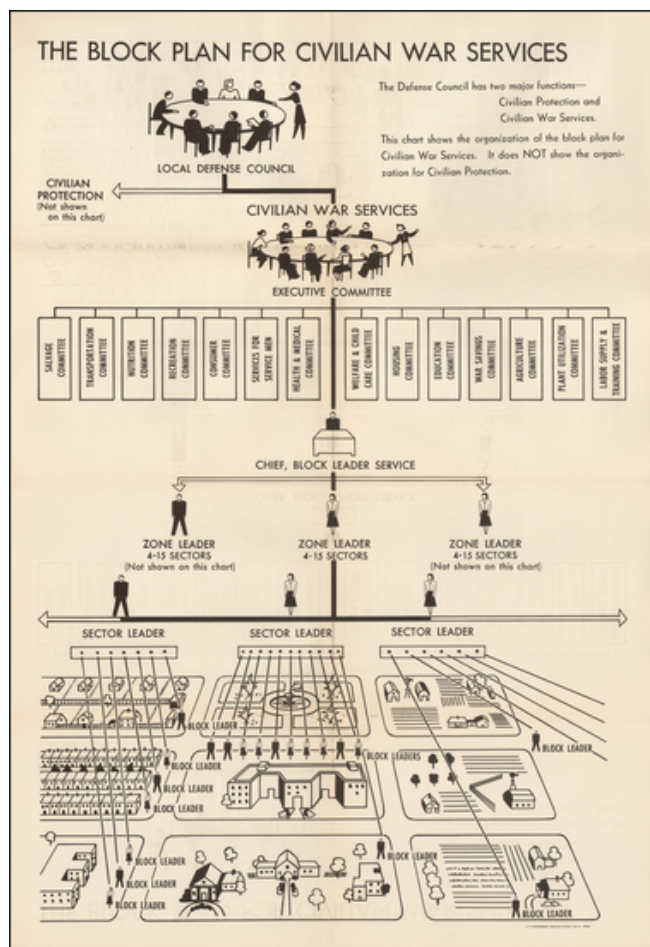 THE BLOCK PLAN FOR CIVILIAN WAR SERVICES
The Defense Council has two major functions—
Civilian Protection and
Civilian War Services.
This chart shows the organization of the block plan for
Civilian War Services. It does NOT show the organi-
zation for Civilian Protection.
LOCAL DEFENSE COUNCIL
CIVILIAN
PROTECTION
(Not shown
on this chart)
CIVILIAN WAR SERVICES
EXECUTIVE COMMITTEE
SALVAGE
COMMITTEE
TRANSPORTATION
COMMITTEE
NUTRITION
COMMITTEE
RECREATION
COMMITTEE
CONSUMER
COMMITTEE
SERVICES FOR
SERVICE MEN
HEALTH & MEDICAL
COMMITTEE
WELFARE & CHILD
CARE COMMITTEE
HOUSING
COMMITTEE
EDUCATION
COMMITTEE
WAR SAVINGS
COMMITTEE
AGRICULTURE
COMMITTEE
PLANT UTILIZATION
COMMITTEE
LABOR SUPPLY &
TRAINING COMMITTEE
CHIEF, BLOCK LEADER SERVICE
ZONE LEADER
4-15 SECTORS
(Not shown on this chart)
ZONE LEADER
4-15 SECTORS
ZONE LEADER
4-15 SECTORS
(Not shown on this chart)
SECTOR LEADER
SECTOR LEADER
SECTOR LEADER
BLOCK LEADER
BLOCK LEADER
BLOCK LEADERS
BLOCK LEADER
BLOCK LEADER
BLOCK LEADER
BLOCK LEADER
BLOCK LEADER
BLOCK LEADER
BLOCK LEADER
BLOCK LEADER